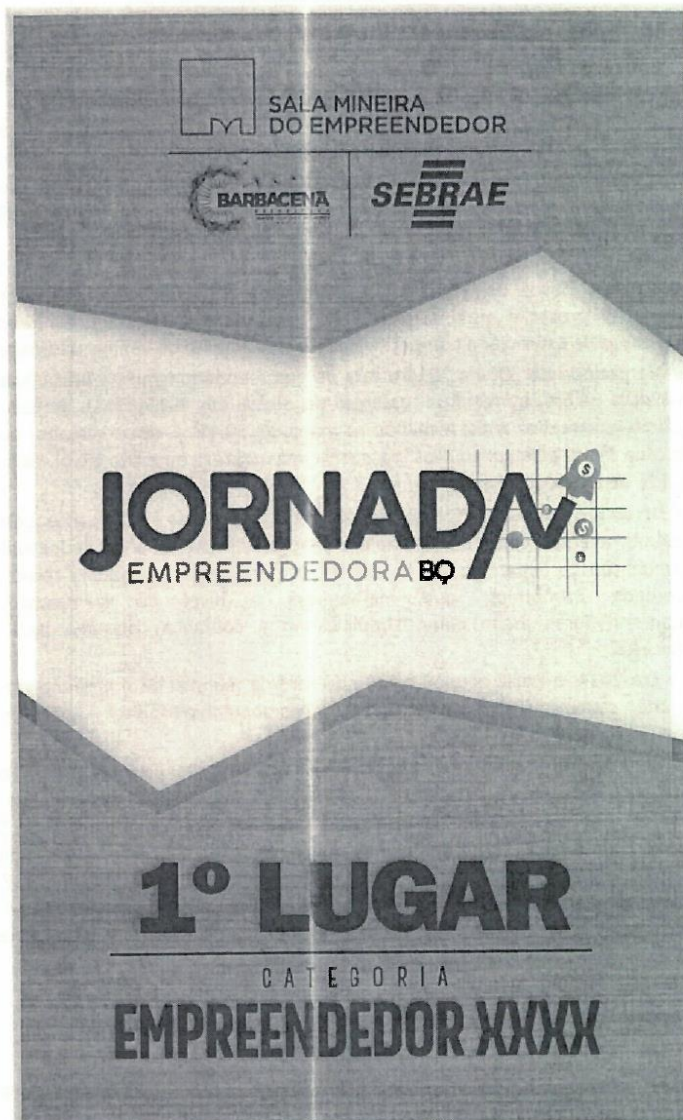 SALA MINEIRA
DO EMPREENDEDOR
BARBACENA
SEBRAE
JORNADA
EMPREENDEDORA BQ
1º LUGAR
CATEGORIA
EMPREENDEDOR XXXX